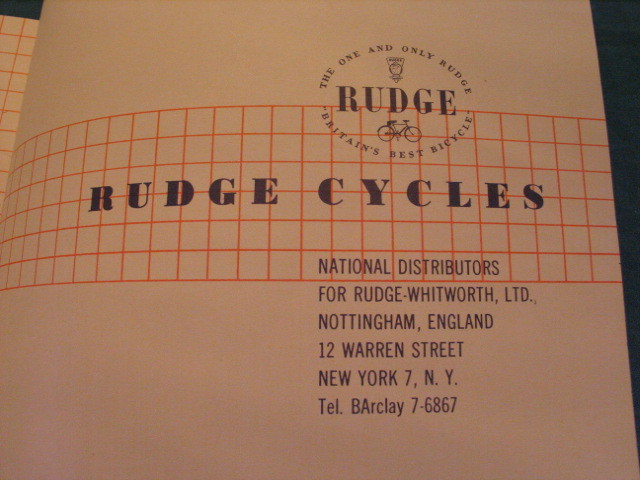 THE ONE AND ONLY RUDGE
RUDGE
"BRITAIN'S BEST BICYCLE"
RUDGE CYCLES
NATIONAL DISTRIBUTORS
FOR RUDGE-WHITWORTH, LTD.,
NOTTINGHAM, ENGLAND
12 WARREN STREET
NEW YORK 7, N. Y.
Tel. BArclay 7-6867